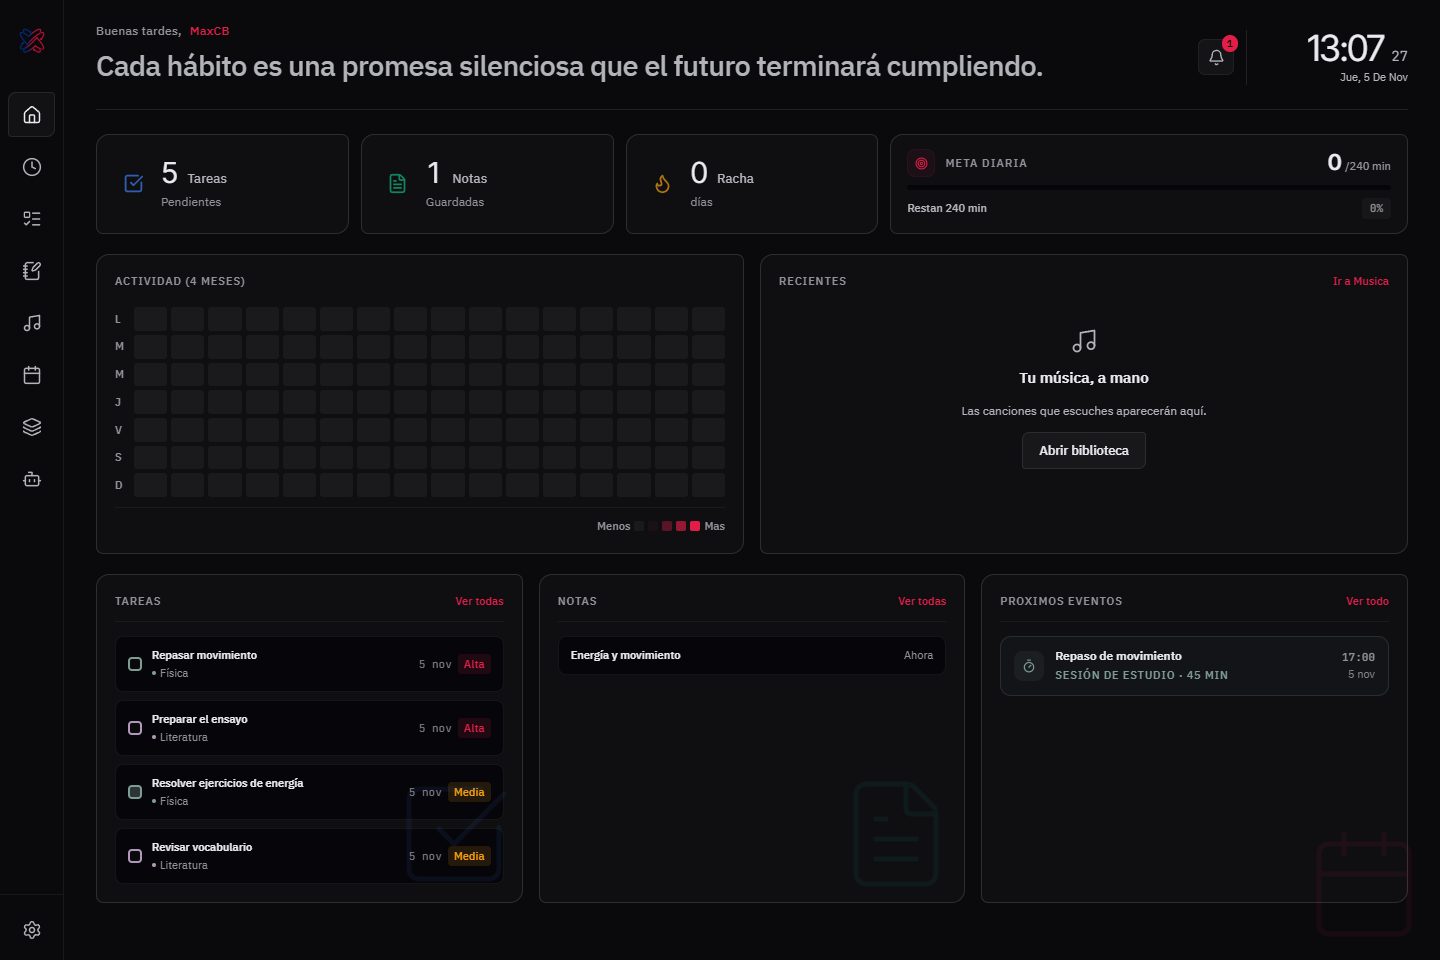 Buenas tardes, MaxCB
Cada hábito es una promesa silenciosa que el futuro terminará cumpliendo.
1
13:07 27
Jue, 5 De Nov
5 Tareas
Pendientes
1 Notas
Guardadas
0 Racha
días
META DIARIA
0 /240 min
Restan 240 min
0%
ACTIVIDAD (4 MESES)
L
M
M
J
V
S
D
Menos
Mas
RECIENTES
Ir a Musica
Tu música, a mano
Las canciones que escuches aparecerán aquí.
Abrir biblioteca
TAREAS
Ver todas
Repasar movimiento
• Física
5 nov
Alta
Preparar el ensayo
• Literatura
5 nov
Alta
Resolver ejercicios de energía
• Física
5 nov
Media
Revisar vocabulario
• Literatura
5 nov
Media
NOTAS
Ver todas
Energía y movimiento
Ahora
PROXIMOS EVENTOS
Ver todo
Repaso de movimiento
17:00
SESIÓN DE ESTUDIO · 45 MIN
5 nov